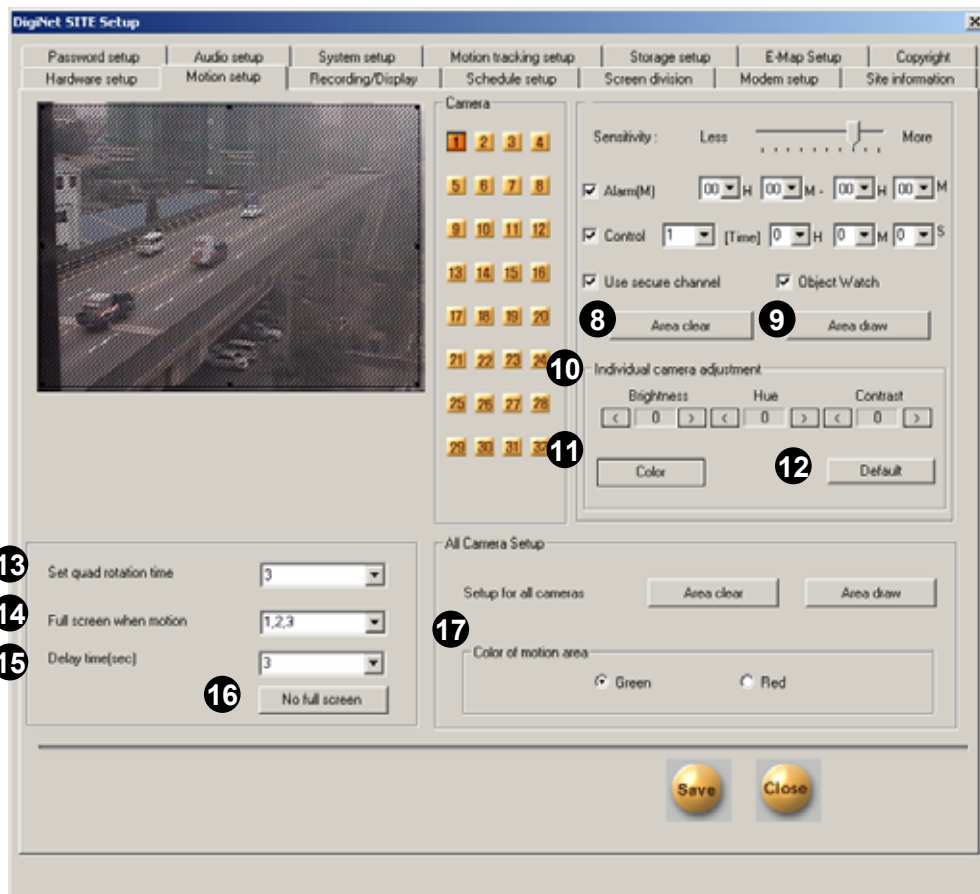 DigiNet SITE Setup
Password setup Audio setup System setup Motion tracking setup Storage setup E-Map Setup Copyright
Hardware setup Motion setup Recording/Display Schedule setup Screen division Modem setup Site information
Camera
1 2 3 4
5 6 7 8
9 10 11 12
13 14 15 16
17 18 19 20
21 22 23 24
25 26 27 28
29 30 31 32
Sensitivity : Less More
Alarm(M) 00 H 00 M - 00 H 00 M
Control 1 [Time] 0 H 0 M 0 S
Use secure channel Object Watch
8 Area clear 9 Area draw
10 Individual camera adjustment
Brightness Hue Contrast
< 0 > < 0 > < 0 >
11 Color 12 Default
13 Set quad rotation time 3
14 Full screen when motion 1,2,3
15 Delay time(sec) 3
16 No full screen
All Camera Setup
Setup for all cameras Area clear Area draw
17 Color of motion area
Green Red
Save Close